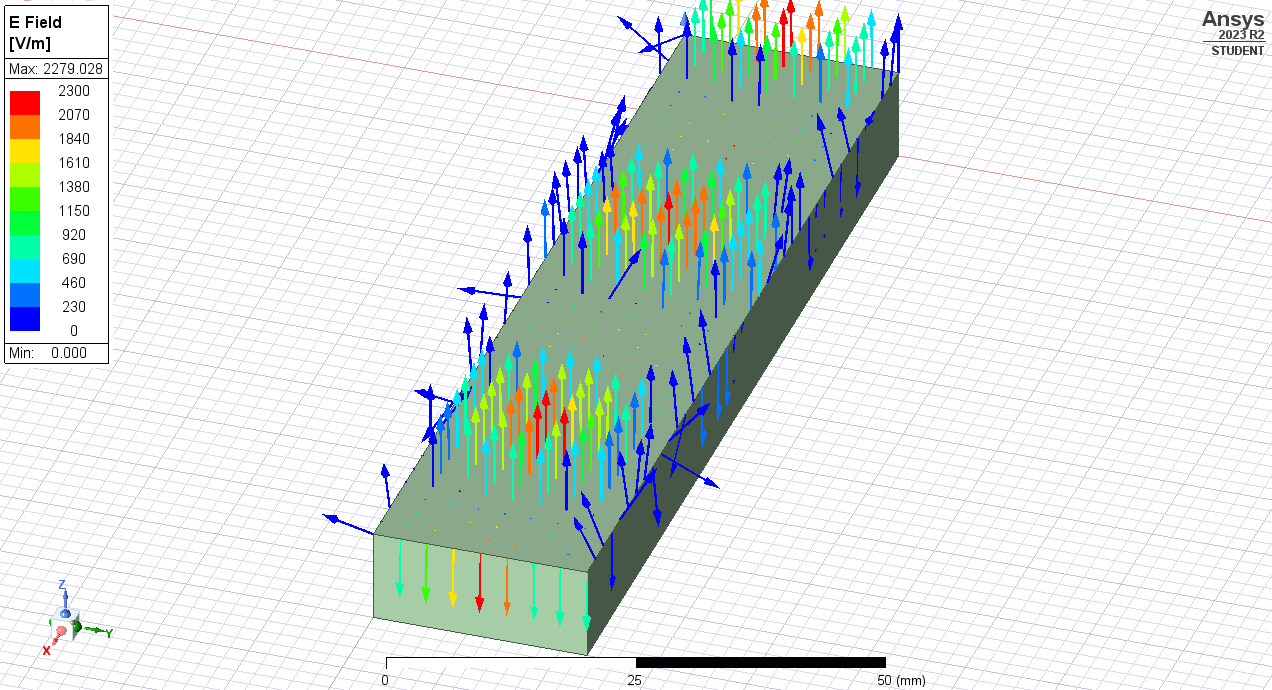 E Field
[V/m]
Max: 2279.028
2300
2070
1840
1610
1380
1150
920
690
460
230
0
Min: 0.000
Ansys
2023 R2
STUDENT
Z
Y
X
0 25 50 (mm)